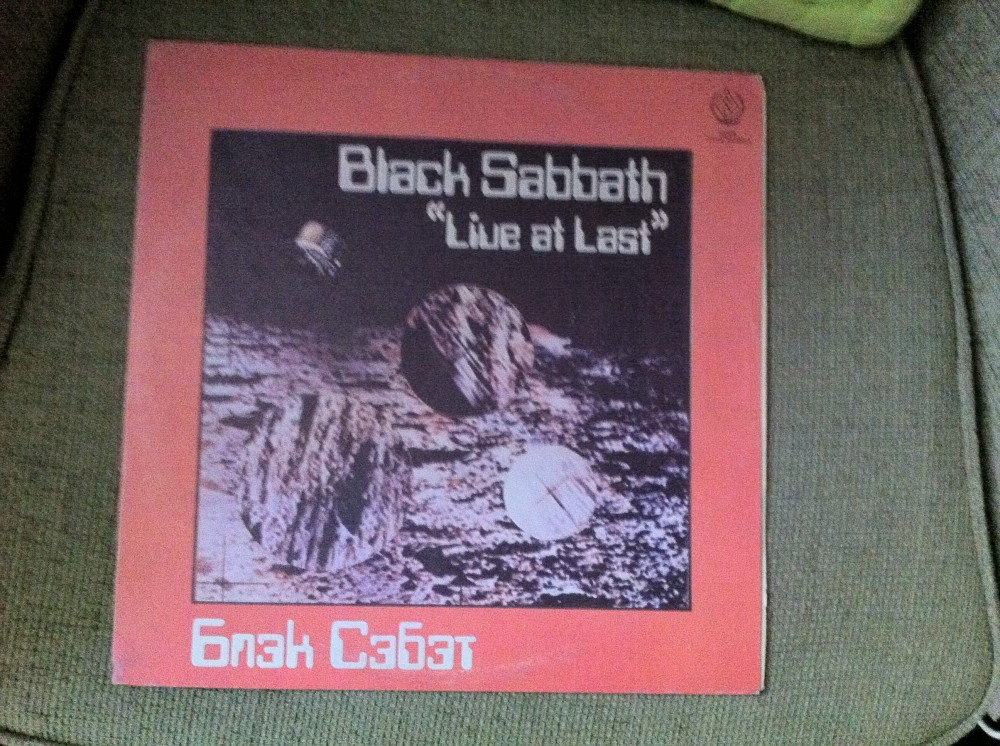 Black Sabbath
“Live at Last”
Блэк Сэбэт